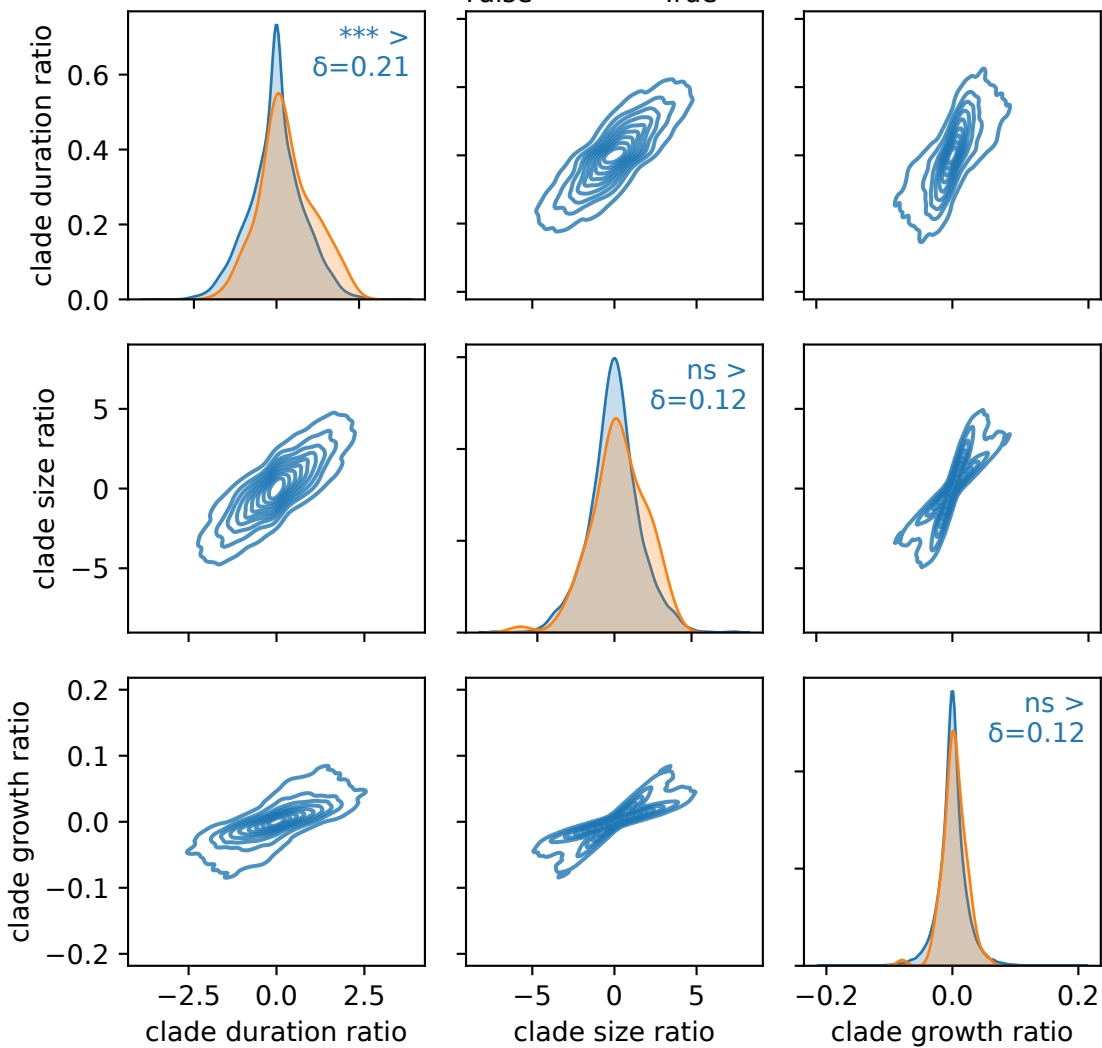 clade duration ratio
0.6
0.4
0.2
0.0
*** >
δ=0.21
clade size ratio
5
0
−5
ns >
δ=0.12
clade growth ratio
0.2
0.1
0.0
−0.1
−0.2
ns >
δ=0.12
−2.5 0.0 2.5
−5 0 5
−0.2 0.0 0.2
clade duration ratio
clade size ratio
clade growth ratio